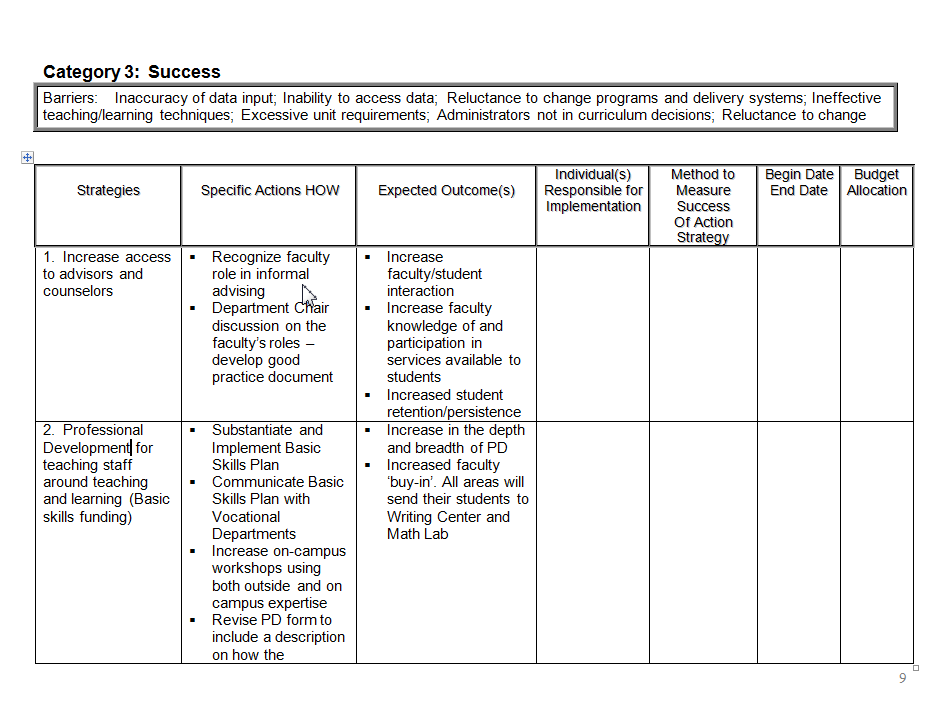 Category 3: Success
Barriers: Inaccuracy of data input; Inability to access data; Reluctance to change programs and delivery systems; Ineffective
teaching/learning techniques; Excessive unit requirements; Administrators not in curriculum decisions; Reluctance to change
Strategies
Specific Actions HOW
Expected Outcome(s)
Individual(s)
Responsible for
Implementation
Method to
Measure
Success
Of Action
Strategy
Begin Date
End Date
Budget
Allocation
1. Increase access
to advisors and
counselors
▪ Recognize faculty
role in informal
advising
▪ Department Chair
discussion on the
faculty’s roles –
develop good
practice document
▪ Increase
faculty/student
interaction
▪ Increase faculty
knowledge of and
participation in
services available to
students
▪ Increased student
retention/persistence
2. Professional
Development for
teaching staff
around teaching
and learning (Basic
skills funding)
▪ Substantiate and
Implement Basic
Skills Plan
▪ Communicate Basic
Skills Plan with
Vocational
Departments
▪ Increase on-campus
workshops using
both outside and on
campus expertise
▪ Revise PD form to
include a description
on how the
▪ Increase in the depth
and breadth of PD
▪ Increased faculty
‘buy-in’. All areas will
send their students to
Writing Center and
Math Lab
9